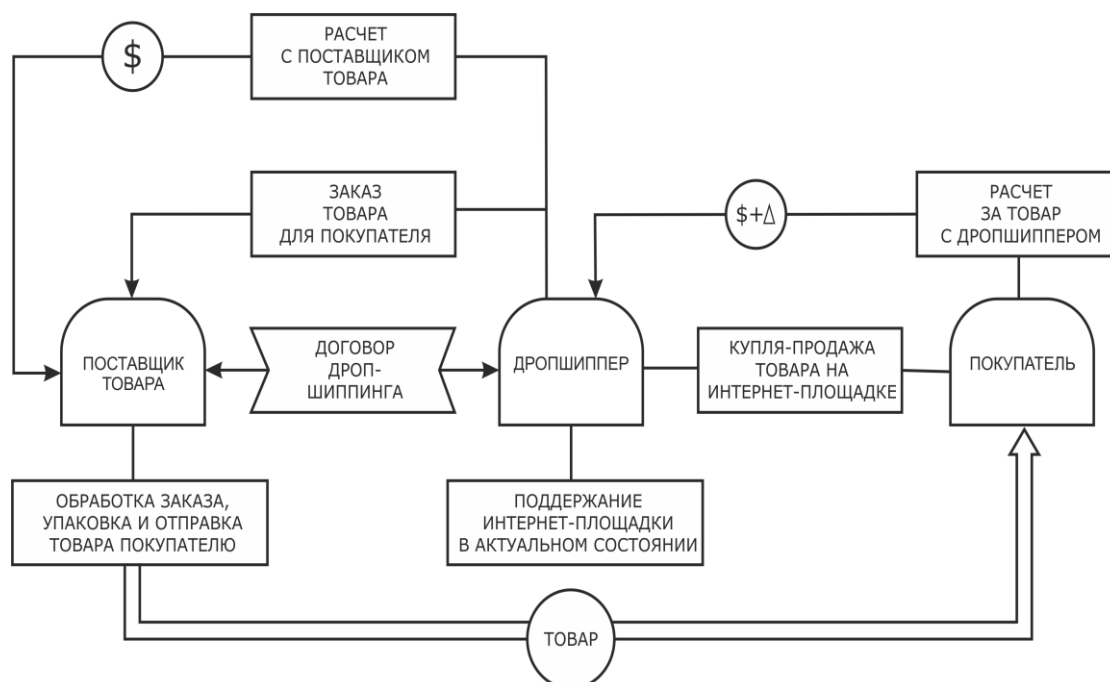 $
РАСЧЕТ
С ПОСТАВЩИКОМ
ТОВАРА
ЗАКАЗ
ТОВАРА
ДЛЯ ПОКУПАТЕЛЯ
$+Δ
РАСЧЕТ
ЗА ТОВАР
С ДРОПШИППЕРОМ
ПОСТАВЩИК
ТОВАРА
ДОГОВОР
ДРОП-
ШИППИНГА
ДРОПШИППЕР
КУПЛЯ-ПРОДАЖА
ТОВАРА НА
ИНТЕРНЕТ-ПЛОЩАДКЕ
ПОКУПАТЕЛЬ
ОБРАБОТКА ЗАКАЗА,
УПАКОВКА И ОТПРАВКА
ТОВАРА ПОКУПАТЕЛЮ
ПОДДЕРЖАНИЕ
ИНТЕРНЕТ-ПЛОЩАДКИ
В АКТУАЛЬНОМ СОСТОЯНИИ
ТОВАР